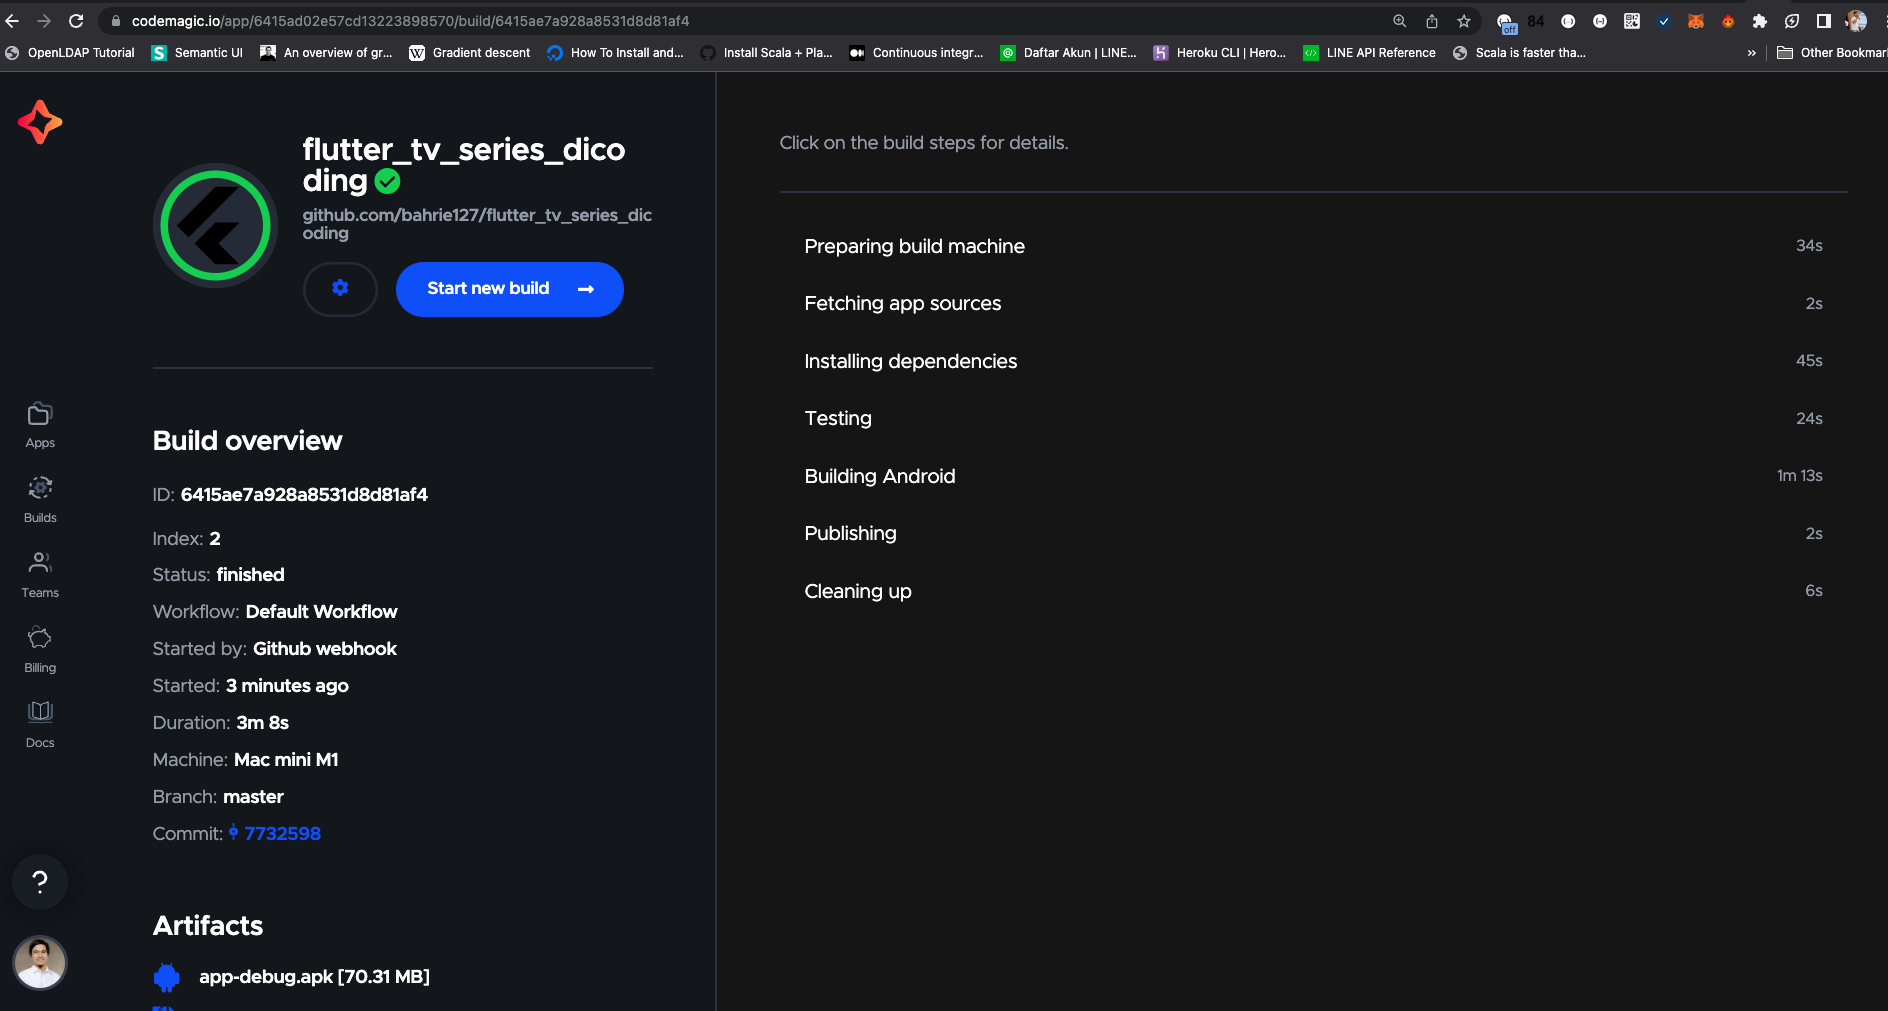 codemagic.io/app/6415ad02e57cd13223898570/build/6415ae7a928a8531d8d81af4
off
84
OpenLDAP Tutorial
S Semantic UI
An overview of gr...
W Gradient descent
How To Install and...
Install Scala + Pla...
Continuous integr...
Daftar Akun | LINE...
Heroku CLI | Hero...
LINE API Reference
Scala is faster tha...
»
Other Bookmar
flutter_tv_series_dico
ding
github.com/bahrie127/flutter_tv_series_dic
oding
Start new build →
Apps
Builds
Teams
Billing
Docs
?
Build overview
ID: 6415ae7a928a8531d8d81af4
Index: 2
Status: finished
Workflow: Default Workflow
Started by: Github webhook
Started: 3 minutes ago
Duration: 3m 8s
Machine: Mac mini M1
Branch: master
Commit: 7732598
Artifacts
app-debug.apk [70.31 MB]
Click on the build steps for details.
Preparing build machine 34s
Fetching app sources 2s
Installing dependencies 45s
Testing 24s
Building Android 1m 13s
Publishing 2s
Cleaning up 6s